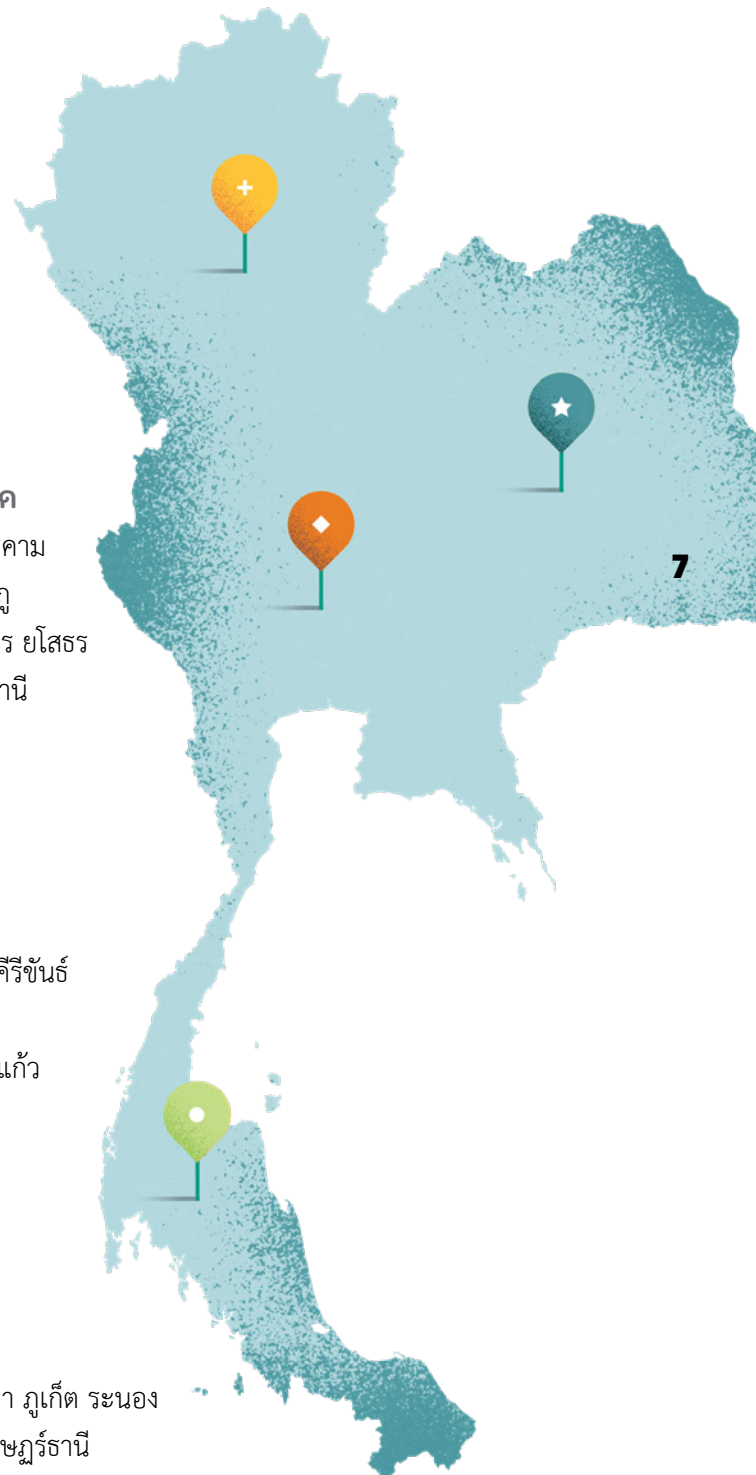 ค
คาม
ภู
ร ยโสธร
านี
7
คีรีขันธ์
แก้ว
า ภูเก็ต ระนอง
ษฎร์ธานี